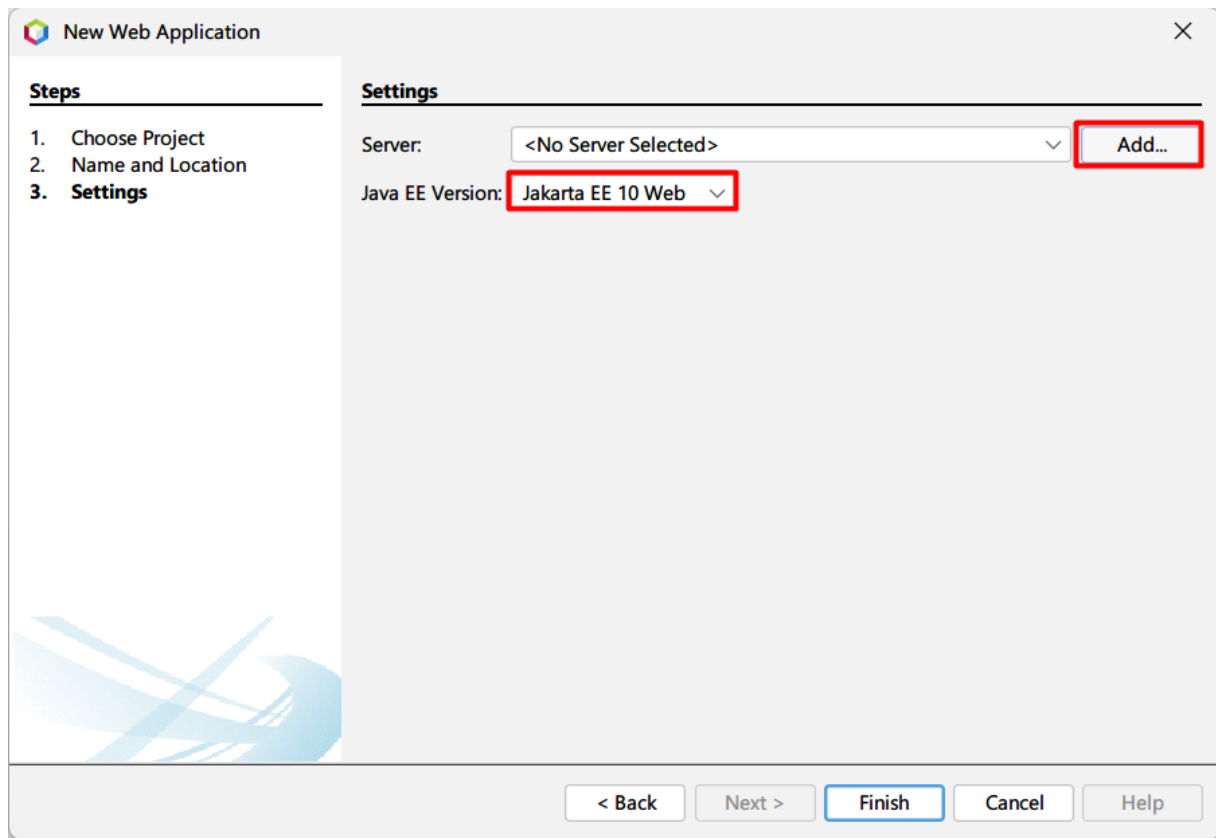 New Web Application
Steps
1. Choose Project
2. Name and Location
3. Settings
Settings
Server: <No Server Selected> Add...
Java EE Version: Jakarta EE 10 Web
< Back Next > Finish Cancel Help